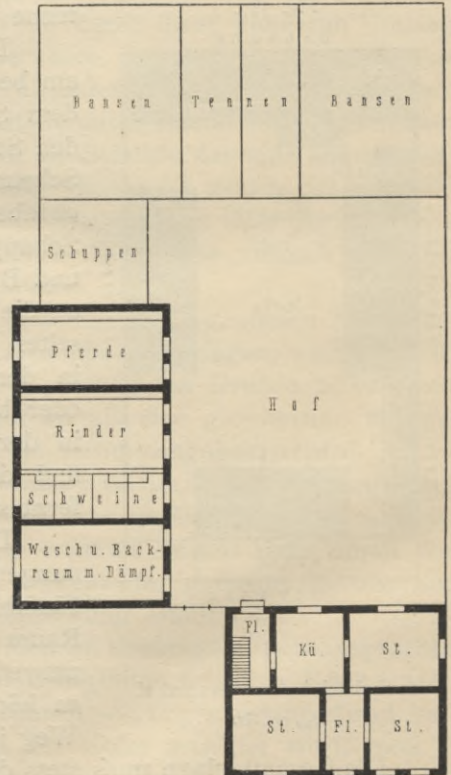 Bansen Tennen Bansen
Schuppen
Pferde
Hof
Rinder
Schweine
Wasch u. Back-
raum m. Dämpf.
Fl. Kü. St.
St. Fl. St.